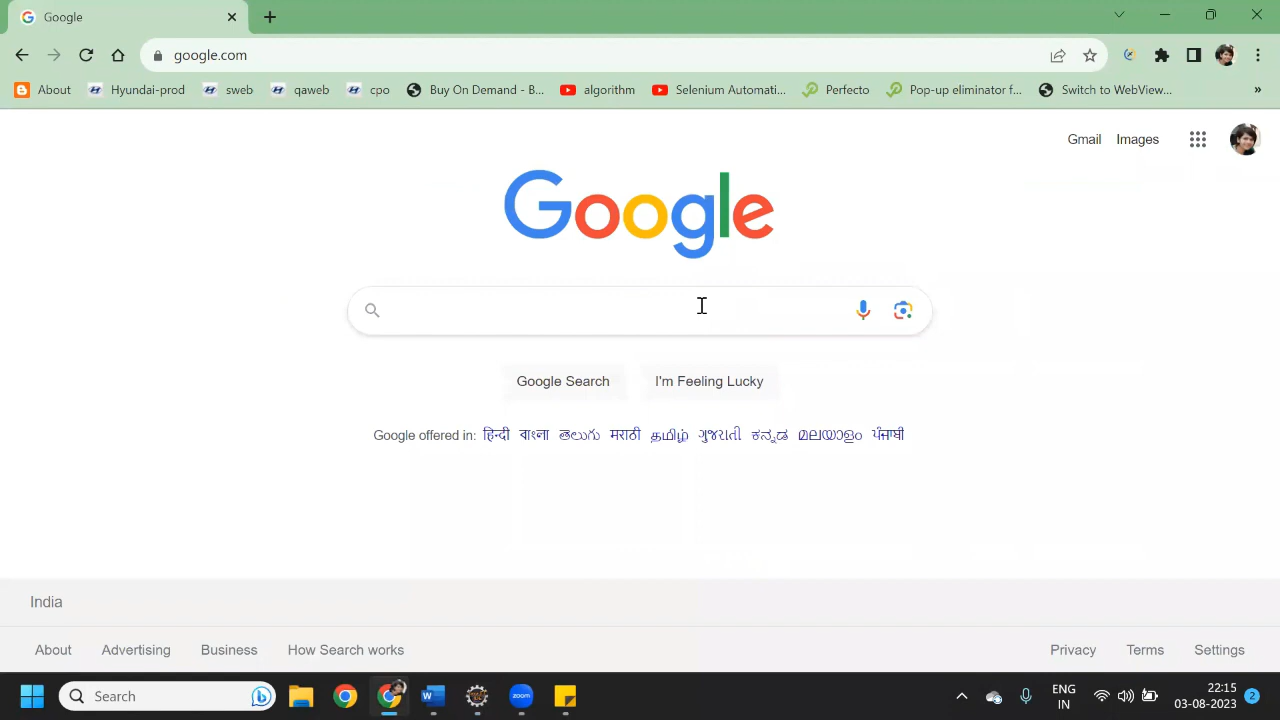 Google
google.com
About Hyundai-prod sweb qaweb cpo Buy On Demand - B... algorithm Selenium Automati... Perfecto Pop-up eliminator f... Switch to WebView... »
Gmail Images
Google
Google Search I'm Feeling Lucky
Google offered in: हिन्दी বাংলা తెలుగు मराठी தமிழ் ગુજરાતી ಕನ್ನಡ മലയാളം ਪੰਜਾਬੀ
India
About Advertising Business How Search works Privacy Terms Settings
Search W zoom ENG IN 22:15 03-08-2023 2